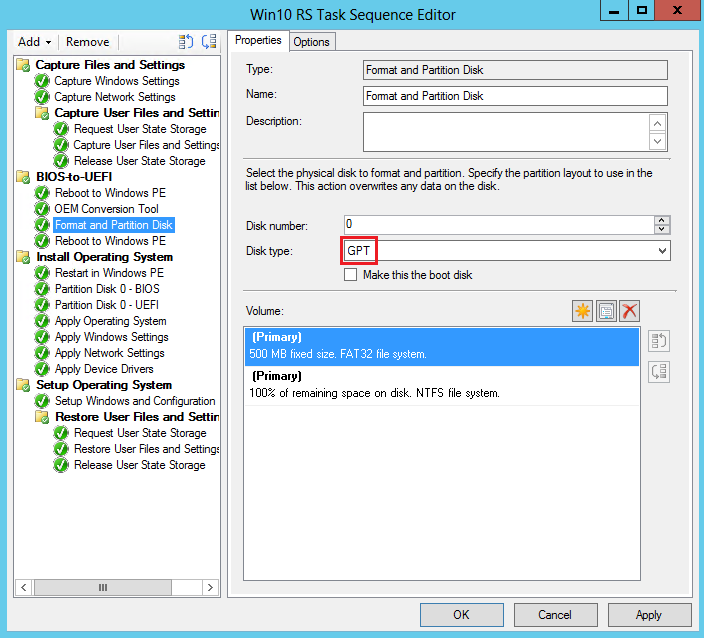 Win10 RS Task Sequence Editor
Add
Remove
Capture Files and Settings
Capture Windows Settings
Capture Network Settings
Capture User Files and Settin
Request User State Storage
Capture User Files and Settings
Release User State Storage
BIOS-to-UEFI
Reboot to Windows PE
OEM Conversion Tool
Format and Partition Disk
Reboot to Windows PE
Install Operating System
Restart in Windows PE
Partition Disk 0 - BIOS
Partition Disk 0 - UEFI
Apply Operating System
Apply Windows Settings
Apply Network Settings
Apply Device Drivers
Setup Operating System
Setup Windows and Configuration
Restore User Files and Settin
Request User State Storage
Restore User Files and Settings
Release User State Storage
Properties
Options
Type:
Format and Partition Disk
Name:
Format and Partition Disk
Description:
Select the physical disk to format and partition. Specify the partition layout to use in the
list below. This action overwrites any data on the disk.
Disk number:
0
Disk type:
GPT
Make this the boot disk
Volume:
(Primary)
500 MB fixed size. FAT32 file system.
(Primary)
100% of remaining space on disk. NTFS file system.
OK
Cancel
Apply